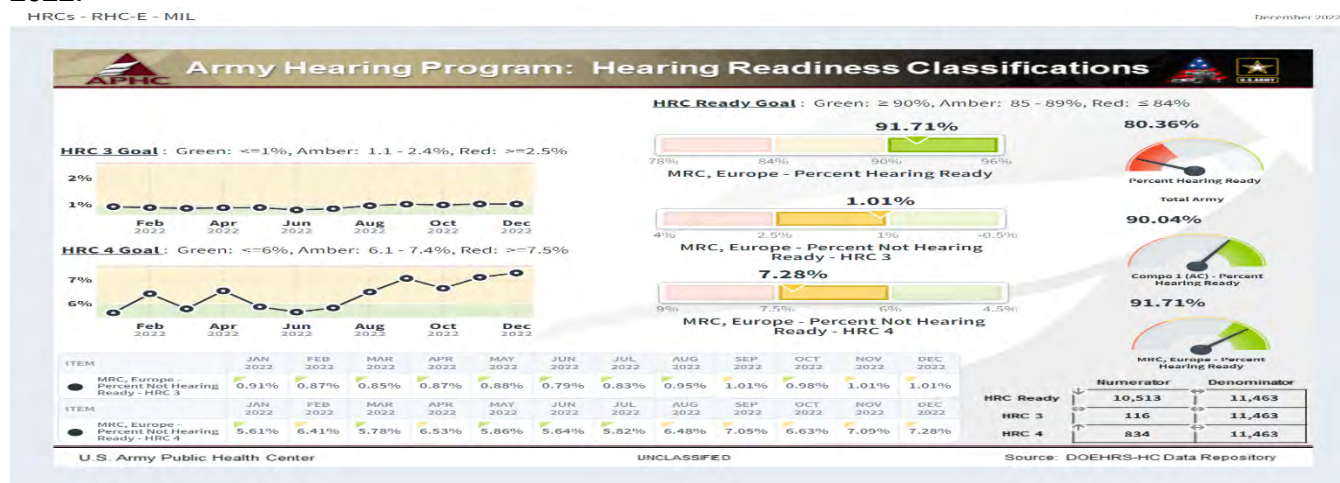 2022.
HRCs - RHC-E - MIL
December 2022
APHC
Army Hearing Program: Hearing Readiness Classifications
U.S. ARMY
HRC Ready Goal : Green: ≥ 90%, Amber: 85 - 89%, Red: ≤ 84%
91.71%
78% 84% 90% 96%
MRC, Europe - Percent Hearing Ready
80.36%
Percent Hearing Ready
Total Army
HRC 3 Goal : Green: <=1%, Amber: 1.1 - 2.4%, Red: >=2.5%
2%
1%
Feb 2022 Apr 2022 Jun 2022 Aug 2022 Oct 2022 Dec 2022
1.01%
4% 2.5% 1% -0.5%
MRC, Europe - Percent Not Hearing
Ready - HRC 3
90.04%
Compo 1 (AC) - Percent
Hearing Ready
HRC 4 Goal : Green: <=6%, Amber: 6.1 - 7.4%, Red: >=7.5%
7%
6%
Feb 2022 Apr 2022 Jun 2022 Aug 2022 Oct 2022 Dec 2022
7.28%
9% 7.5% 6% 4.5%
MRC, Europe - Percent Not Hearing
Ready - HRC 4
91.71%
MRC, Europe - Percent
Hearing Ready
ITEM JAN 2022 FEB 2022 MAR 2022 APR 2022 MAY 2022 JUN 2022 JUL 2022 AUG 2022 SEP 2022 OCT 2022 NOV 2022 DEC 2022
MRC, Europe -
Percent Not Hearing
Ready - HRC 3
0.91% 0.87% 0.85% 0.87% 0.88% 0.79% 0.83% 0.95% 1.01% 0.98% 1.01% 1.01%
ITEM JAN 2022 FEB 2022 MAR 2022 APR 2022 MAY 2022 JUN 2022 JUL 2022 AUG 2022 SEP 2022 OCT 2022 NOV 2022 DEC 2022
MRC, Europe -
Percent Not Hearing
Ready - HRC 4
5.61% 6.41% 5.78% 6.53% 5.86% 5.64% 5.82% 6.48% 7.05% 6.63% 7.09% 7.28%
Numerator Denominator
HRC Ready 10,513 11,463
HRC 3 116 11,463
HRC 4 834 11,463
U.S. Army Public Health Center
UNCLASSIFIED
Source: DOEHRS-HC Data Repository